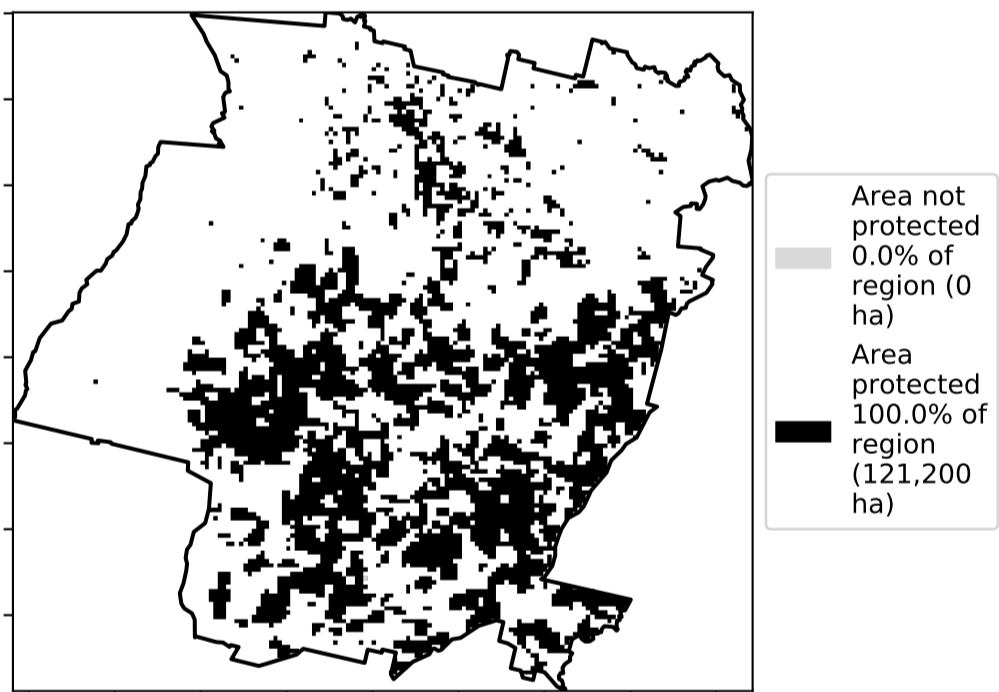 Area not
protected
0.0% of
region (0
ha)
Area
protected
100.0% of
region
(121,200
ha)